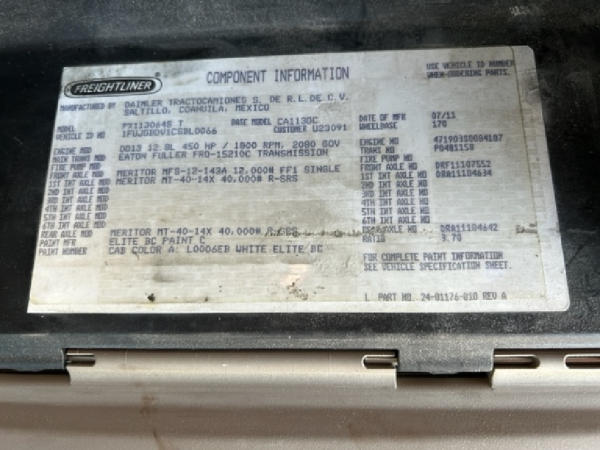 FREIGHTLINER
COMPONENT INFORMATION
USE VEHICLE ID NUMBER
WHEN ORDERING PARTS.
MANUFACTURED BY DAIMLER TRACTOCAMIONES S. DE R.L.DE C.V.
SALTILLO, COAHUILA, MEXICO
MODEL PX113064S T DATE CODE CA113DC DATE OF MFR 07/11
VEHICLE ID NO CUSTOMER U23091 WHEELBASE 170
ENGINE MOD DD13 12.8L 450 HP / 1800 RPM, 2080 GOV ENGINE NO
MAIN TRANS MOD EATON FULLER FRO-15210C TRANSMISSION TRANS NO
FIRE PUMP MOD FIRE PUMP NO
FRONT AXLE MOD MERITOR MFS-12-143A 12,000# FF1 SINGLE DRF11107552
1ST INT AXLE MOD MERITOR MT-40-14X 40,000# R-SRS 1ST INT AXLE NO DRA11104634
2ND INT AXLE MOD 2ND INT AXLE NO
3RD INT AXLE MOD 3RD INT AXLE NO
4TH INT AXLE MOD 4TH INT AXLE NO
5TH INT AXLE MOD 5TH INT AXLE NO
6TH INT AXLE MOD 6TH INT AXLE NO
REAR AXLE MOD MERITOR MT-40-14X 40,000# R-SRS REAR AXLE NO DRA11104642
PAINT MFR ELITE BC PAINT C RATIO 3.70
PAINT NUMBER CAB COLOR A: L0006EB WHITE ELITE BC
FOR COMPLETE PAINT INFORMATION
SEE VEHICLE SPECIFICATION SHEET.
PART NO. 24-01176-010 REV A